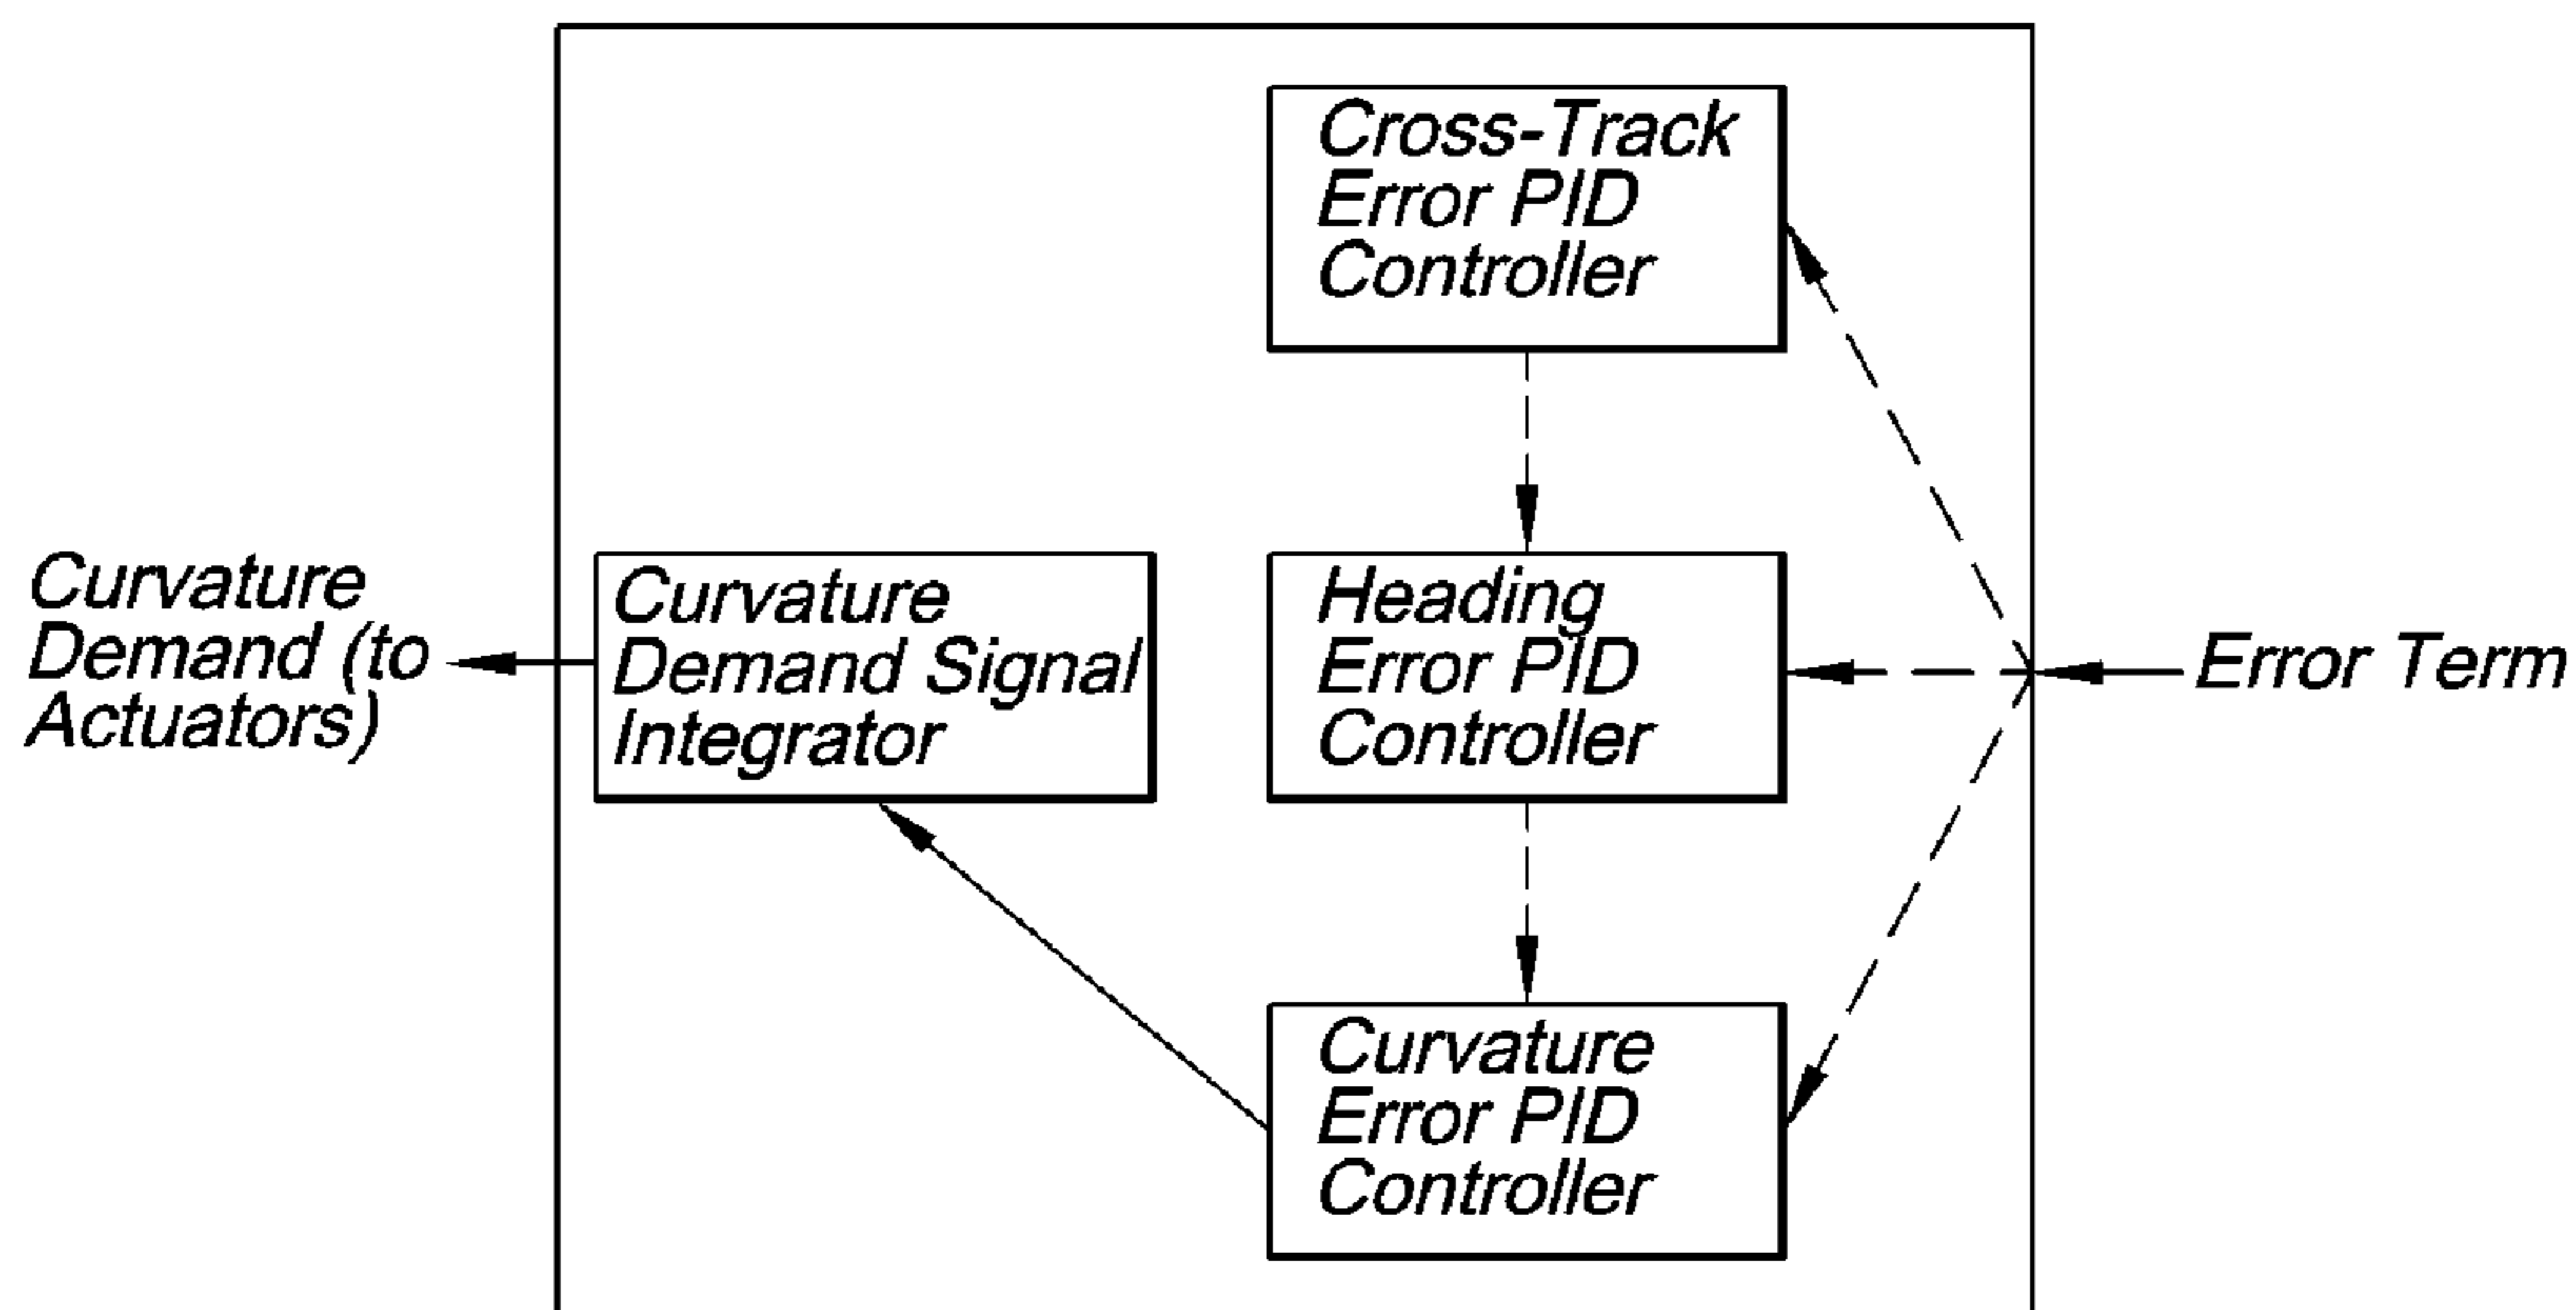 Cross-Track
Error PID
Controller
Curvature
Demand (to
Actuators)
Curvature
Demand Signal
Integrator
Heading
Error PID
Controller
Error Term
Curvature
Error PID
Controller